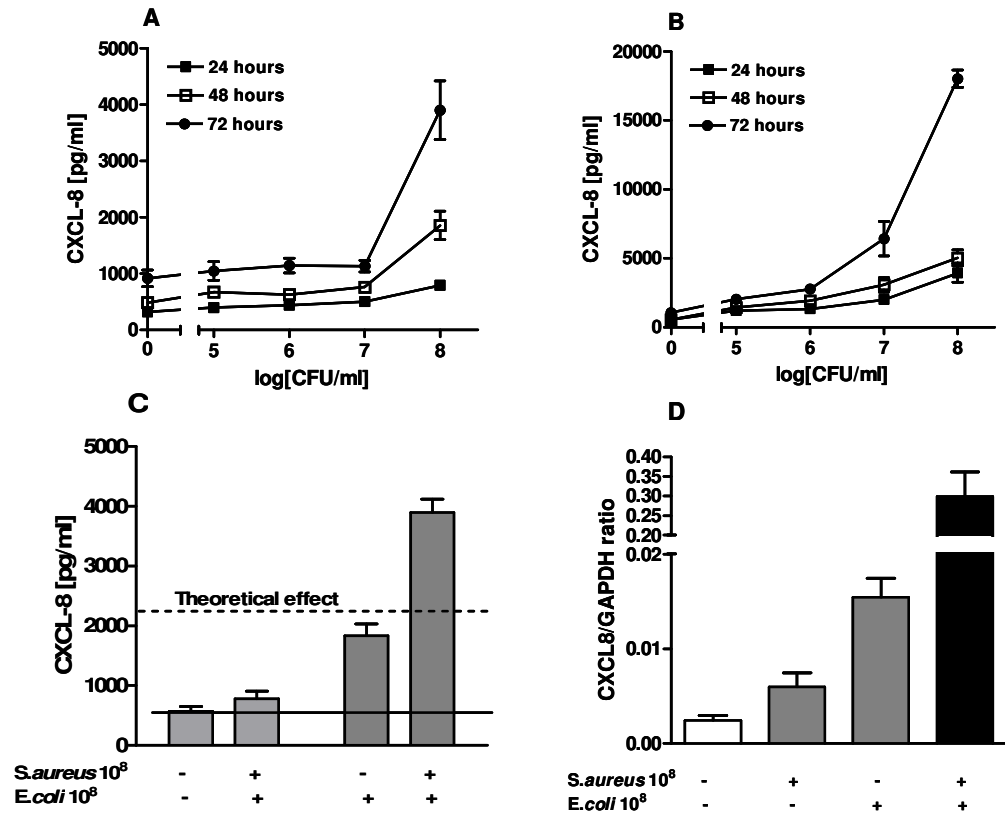 A
5000
4000
3000
2000
1000
0
CXCL-8 [pg/ml]
24 hours
48 hours
72 hours
0 5 6 7 8
log[CFU/ml]
B
20000
15000
10000
5000
0
CXCL-8 [pg/ml]
24 hours
48 hours
72 hours
0 5 6 7 8
log[CFU/ml]
C
5000
4000
3000
2000
1000
0
CXCL-8 [pg/ml]
Theoretical effect
S.aureus 10⁸ - + - +
E.coli 10⁸ - + + +
D
0.40
0.35
0.30
0.25
0.20
0.02
0.01
0.00
CXCL8/GAPDH ratio
S.aureus 10⁸ - + - +
E.coli 10⁸ - - + +